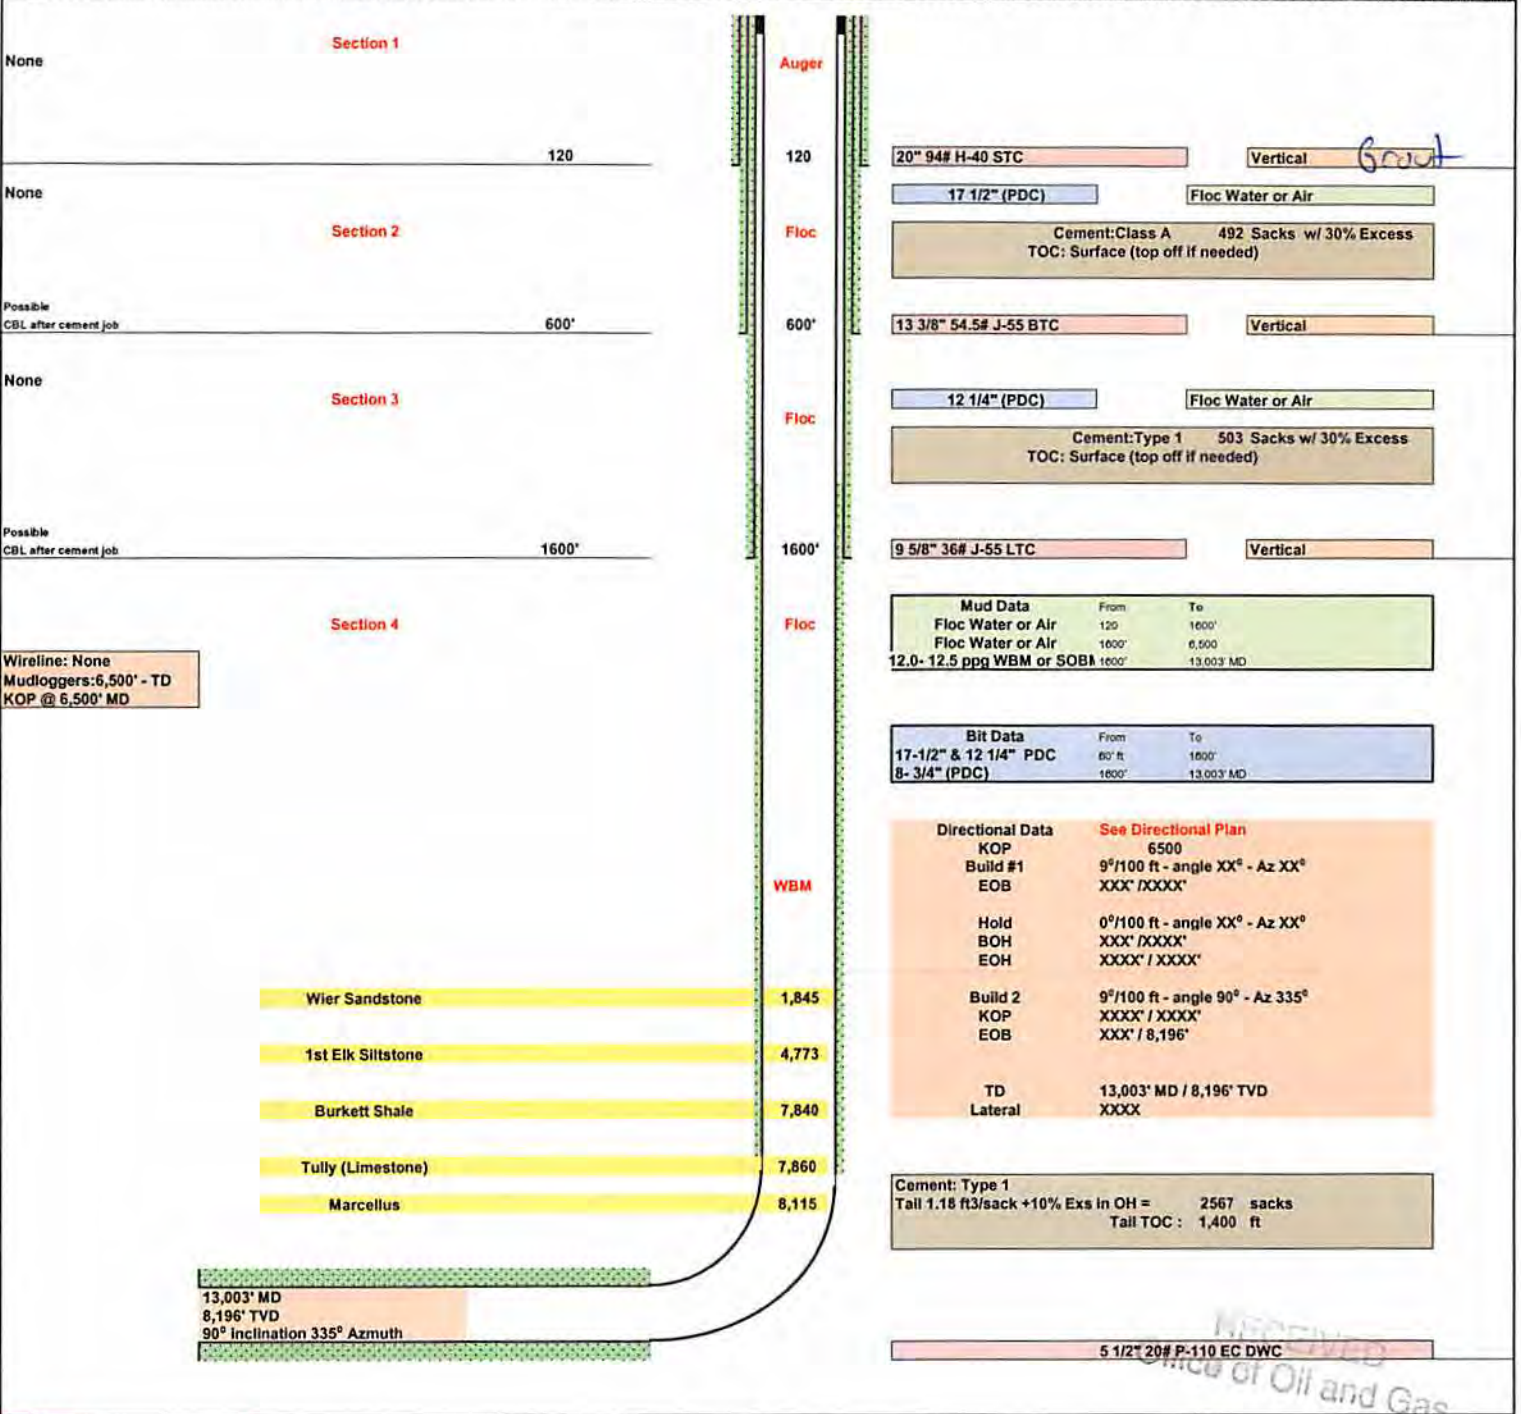 Section 1
None
Auger
120
120
20" 94# H-40 STC
Vertical
Grout
None
17 1/2" (PDC)
Floc Water or Air
Section 2
Floc
Cement:Class A 492 Sacks w/ 30% Excess
TOC: Surface (top off if needed)
Possible
CBL after cement job
600'
600'
13 3/8" 54.5# J-55 BTC
Vertical
None
Section 3
Floc
12 1/4" (PDC)
Floc Water or Air
Cement:Type 1 503 Sacks w/ 30% Excess
TOC: Surface (top off if needed)
Possible
CBL after cement job
1600'
1600'
9 5/8" 36# J-55 LTC
Vertical
Section 4
Floc
Mud Data From To
Floc Water or Air 120 1600'
Floc Water or Air 1600' 6,500
12.0- 12.5 ppg WBM or SOBM 1600' 13,003' MD
Wireline: None
Mudloggers:6,500' - TD
KOP @ 6,500' MD
Bit Data From To
17-1/2" & 12 1/4" PDC 60' ft 1600'
8- 3/4" (PDC) 1600' 13,003' MD
Directional Data See Directional Plan
KOP 6500
Build #1 9⁰/100 ft - angle XX⁰ - Az XX⁰
EOB XXX' /XXXX'
WBM
Hold 0⁰/100 ft - angle XX⁰ - Az XX⁰
BOH XXX' /XXXX'
EOH XXXX' / XXXX'
Build 2 9⁰/100 ft - angle 90⁰ - Az 335⁰
KOP XXXX' / XXXX'
EOB XXX' / 8,196'
TD 13,003' MD / 8,196' TVD
Lateral XXXX
Wier Sandstone 1,845
1st Elk Siltstone 4,773
Burkett Shale 7,840
Tully (Limestone) 7,860
Marcellus 8,115
Cement: Type 1
Tail 1.18 ft3/sack +10% Exs in OH = 2567 sacks
Tail TOC : 1,400 ft
13,003' MD
8,196' TVD
90⁰ inclination 335⁰ Azmuth
5 1/2" 20# P-110 EC DWC
RECEIVED
Office of Oil and Gas